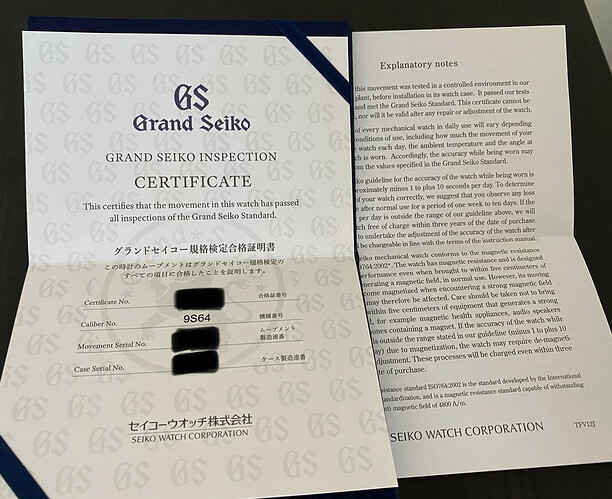 GS
Grand Seiko
GRAND SEIKO INSPECTION
CERTIFICATE
This certifies that the movement in this watch has passed
all inspections of the Grand Seiko Standard.
グランドセイコー規格検定合格証明書
この時計のムーブメントはグランドセイコー規格検定の
すべての項目に合格したことを証明します。
Certificate No. 合格証番号
Caliber No. 9S64 機種番号
Movement Serial No. ムーブメント
製造連番
Case Serial No. ケース製造連番
セイコーウオッチ株式会社
SEIKO WATCH CORPORATION
Explanatory notes
this movement was tested in a controlled environment in our
plant, before installation in its watch case. It passed our tests
and met the Grand Seiko Standard. This certificate cannot be
nor will it be valid after any repair or adjustment of the watch.
of every mechanical watch in daily use will vary depending
conditions of use, including how much the movement of your
watch each day, the ambient temperature and the angle at
is worn. Accordingly, the accuracy while being worn may
from the values specified in the Grand Seiko Standard.
guideline for the accuracy of the watch while being worn is
minus 1 to plus 10 seconds per day. To determine
of your watch correctly, we suggest that you observe any loss
after normal use for a period of one week to ten days. If the
per day is outside the range of our guideline above, we will
free of charge within three years of the date of purchase.
to undertake the adjustment of the accuracy of the watch after
be chargeable in line with the terms of the instruction manual.
mechanical watch conforms to the magnetic resistance
764:2002*. The watch has magnetic resistance and is designed
performance even when brought to within five centimeters of
generating a magnetic field, in normal use. However, its moving
become magnetized when encountering a strong magnetic field
may therefore be affected. Care should be taken not to bring
within five centimeters of equipment that generates a strong
for example magnetic health appliances, audio speakers
containing a magnet. If the accuracy of the watch while
is outside the range stated in our guideline (minus 1 to plus 10
day) due to magnetization, the watch may require de-magneti-
adjustment. These processes will be charged even within three
of purchase.
resistance standard ISO764:2002 is the standard developed by the International
and is a magnetic resistance standard capable of withstanding
magnetic field of 4800 A/m.
SEIKO WATCH CORPORATION
TFV12J